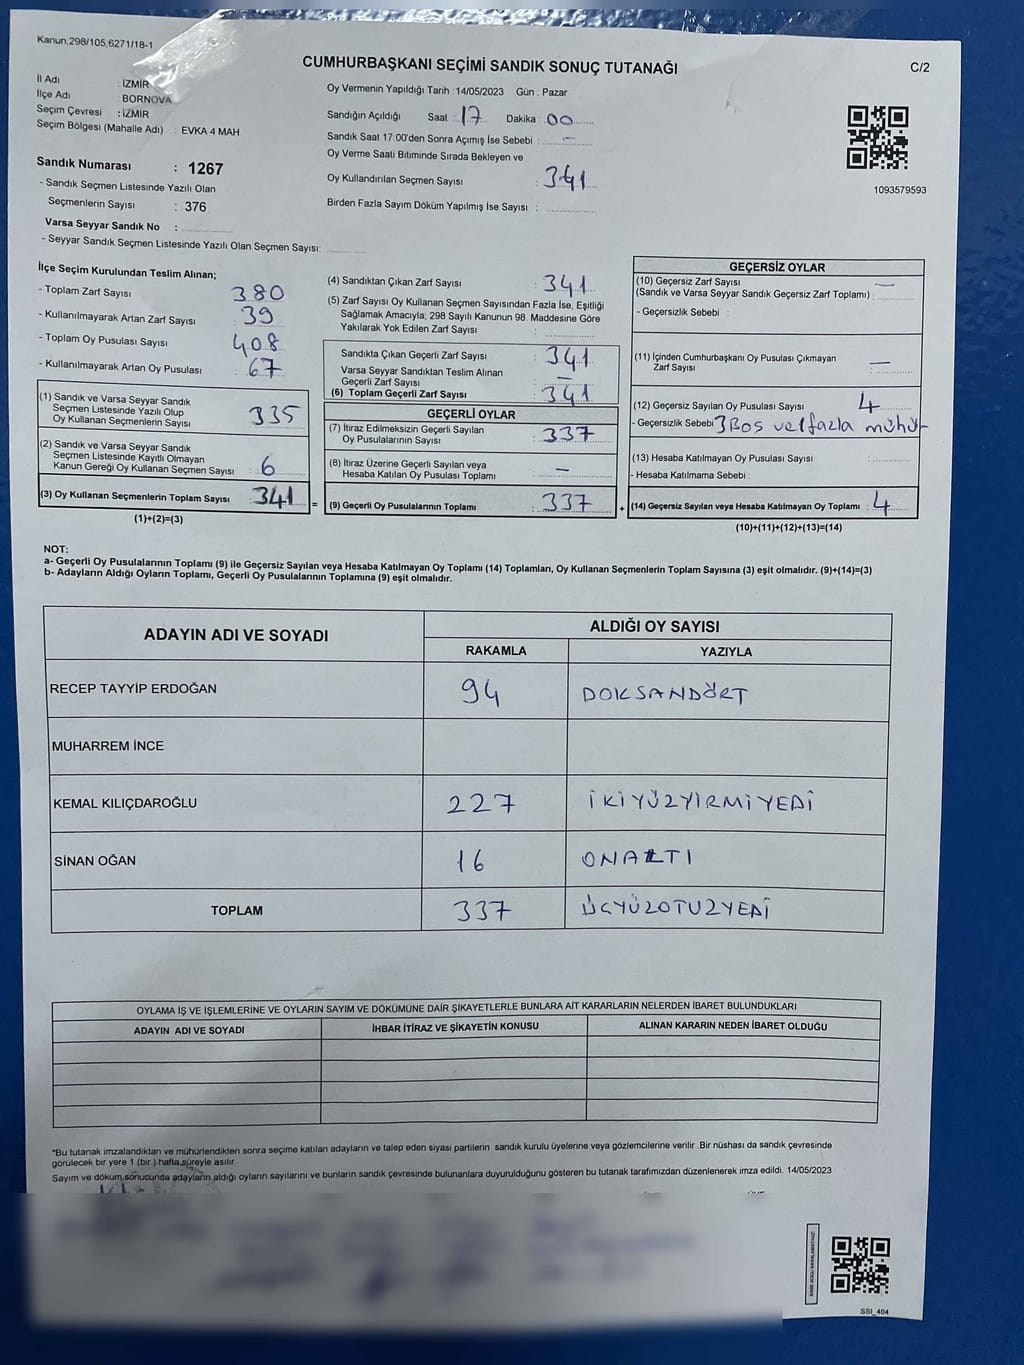 Kanun,298/105,6271/18-1
CUMHURBAŞKANI SEÇİMİ SANDIK SONUÇ TUTANAĞI
C/2
İl Adı : İZMİR
İlçe Adı : BORNOVA
Seçim Çevresi : İZMİR
Seçim Bölgesi (Mahalle Adı) : EVKA 4 MAH
Oy Vermenin Yapıldığı Tarih :14/05/2023 Gün : Pazar
Sandığın Açıldığı Saat : 17 Dakika : 00
Sandık Saat 17:00'den Sonra Açımış İse Sebebi : —
Oy Verme Saati Bitiminde Sırada Bekleyen ve
Oy Kullandırılan Seçmen Sayısı : 341
Birden Fazla Sayım Döküm Yapılmış İse Sayısı :
1093579593
Sandık Numarası : 1267
- Sandık Seçmen Listesinde Yazılı Olan
Seçmenlerin Sayısı : 376
Varsa Seyyar Sandık No :
- Seyyar Sandık Seçmen Listesinde Yazılı Olan Seçmen Sayısı:
İlçe Seçim Kurulundan Teslim Alınan;
- Toplam Zarf Sayısı : 380
- Kullanılmayarak Artan Zarf Sayısı : 39
- Toplam Oy Pusulası Sayısı : 408
- Kullanılmayarak Artan Oy Pusulası : 67
(1) Sandık ve Varsa Seyyar Sandık
Seçmen Listesinde Yazılı Olup
Oy Kullanan Seçmenlerin Sayısı : 335
(2) Sandık ve Varsa Seyyar Sandık
Seçmen Listesinde Kayıtlı Olmayan
Kanun Gereği Oy Kullanan Seçmen Sayısı : 6
(3) Oy Kullanan Seçmenlerin Toplam Sayısı : 341
(1)+(2)=(3)
=
(4) Sandıktan Çıkan Zarf Sayısı : 341
(5) Zarf Sayısı Oy Kullanan Seçmen Sayısından Fazla İse, Eşitliği
Sağlamak Amacıyla; 298 Sayılı Kanunun 98. Maddesine Göre
Yakılarak Yok Edilen Zarf Sayısı :
Sandıkta Çıkan Geçerli Zarf Sayısı : 341
Varsa Seyyar Sandıktan Teslim Alınan
Geçerli Zarf Sayısı : —
(6) Toplam Geçerli Zarf Sayısı : 341
GEÇERLİ OYLAR
(7) İtiraz Edilmeksizin Geçerli Sayılan
Oy Pusulalarının Sayısı : 337
(8) İtiraz Üzerine Geçerli Sayılan veya
Hesaba Katılan Oy Pusulası Toplamı : —
(9) Geçerli Oy Pusulalarının Toplamı : 337
+
GEÇERSİZ OYLAR
(10) Geçersiz Zarf Sayısı —
(Sandık ve Varsa Seyyar Sandık Geçersiz Zarf Toplamı) :
- Geçersizlik Sebebi :
(11) İçinden Cumhurbaşkanı Oy Pusulası Çıkmayan
Zarf Sayısı : —
(12) Geçersiz Sayılan Oy Pusulası Sayısı : 4
- Geçersizlik Sebebi : 3 Boş ve 1 fazla mühür
(13) Hesaba Katılmayan Oy Pusulası Sayısı :
- Hesaba Katılmama Sebebi :
(14) Geçersiz Sayılan veya Hesaba Katılmayan Oy Toplamı : 4
(10)+(11)+(12)+(13)=(14)
NOT:
a- Geçerli Oy Pusulalarının Toplamı (9) ile Geçersiz Sayılan veya Hesaba Katılmayan Oy Toplamı (14) Toplamları, Oy Kullanan Seçmenlerin Toplam Sayısına (3) eşit olmalıdır. (9)+(14)=(3)
b- Adayların Aldığı Oyların Toplamı, Geçerli Oy Pusulalarının Toplamına (9) eşit olmalıdır.
ADAYIN ADI VE SOYADI
ALDIĞI OY SAYISI
RAKAMLA YAZIYLA
RECEP TAYYİP ERDOĞAN 94 DOKSANDÖRT
MUHARREM İNCE
KEMAL KILIÇDAROĞLU 227 İKİYÜZYİRMİYEDİ
SİNAN OĞAN 16 ONALTI
TOPLAM 337 ÜÇYÜZOTUZYEDİ
OYLAMA İŞ VE İŞLEMLERİNE VE OYLARIN SAYIM VE DÖKÜMÜNE DAİR ŞİKAYETLERLE BUNLARA AİT KARARLARIN NELERDEN İBARET BULUNDUKLARI
ADAYIN ADI VE SOYADI İHBAR İTİRAZ VE ŞİKAYETİN KONUSU ALINAN KARARIN NEDEN İBARET OLDUĞU
*Bu tutanak imzalandıktan ve mühürlendikten sonra seçime katılan adayların ve talep eden siyasi partilerin sandık kurulu üyelerine veya gözlemcilerine verilir .Bir nüshası da sandık çevresinde
görülecek bir yere 1 (bir ) hafta süreyle asılır
Sayım ve döküm sonucunda adayların aldığı oyların sayılarını ve bunların sandık çevresinde bulunanlara duyurulduğunu gösteren bu tutanak tarafımızdan düzenlenerek imza edildi. 14/05/2023
SSI_404